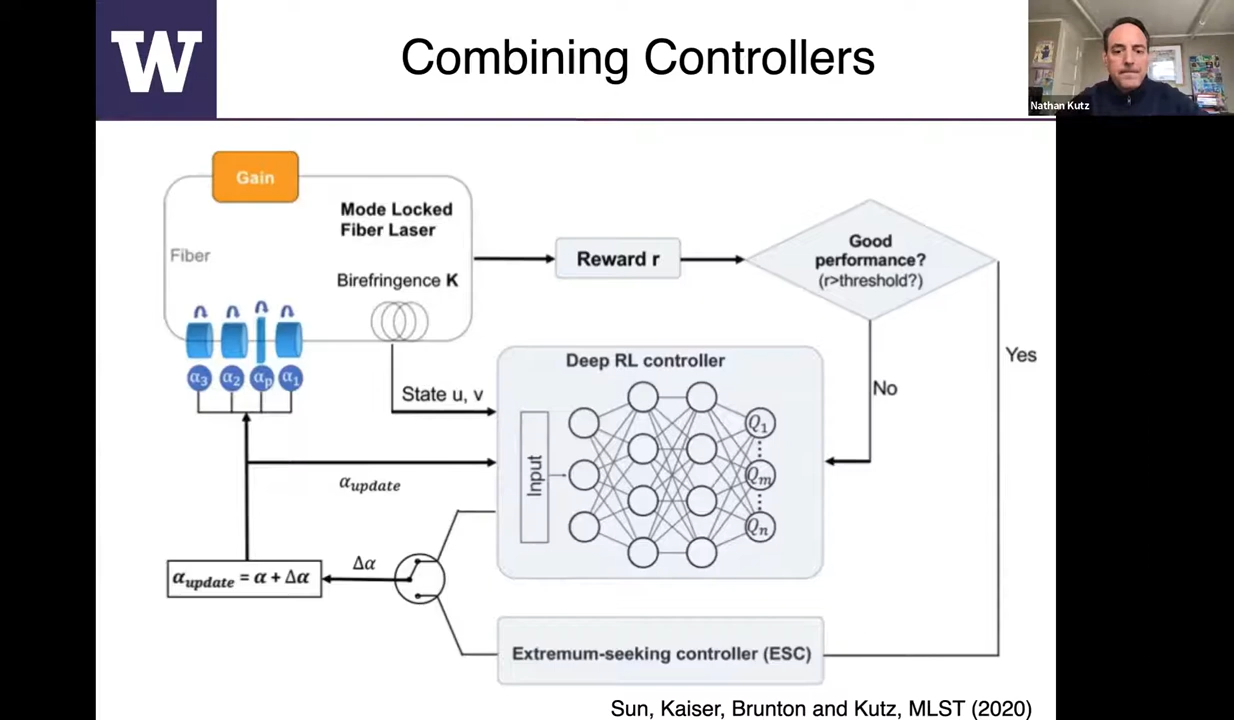 W
Combining Controllers
Nathan Kutz
Gain
Mode Locked
Fiber Laser
Fiber
Birefringence K
Reward r
Good
performance?
(r>threshold?)
Yes
No
α₃ α₂ αₚ α₁
State u, v
Deep RL controller
Input
Q₁
Qₘ
Qₙ
α_update
α_update = α + Δα
Δα
Extremum-seeking controller (ESC)
Sun, Kaiser, Brunton and Kutz, MLST (2020)